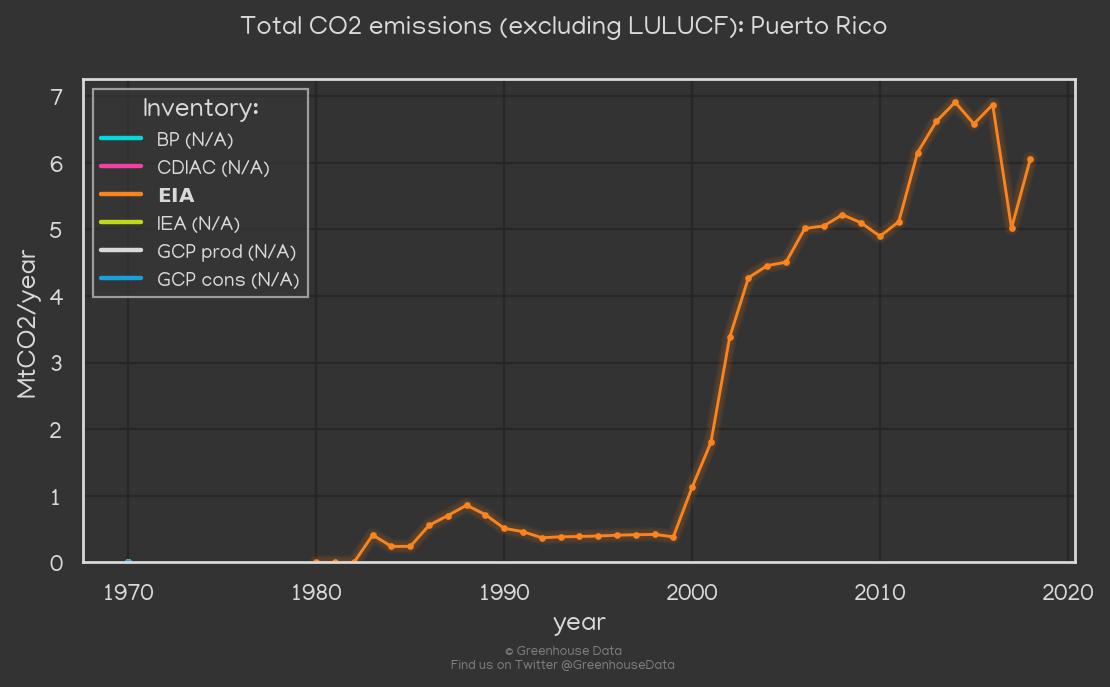 Total CO2 emissions (excluding LULUCF): Puerto Rico
Inventory:
BP (N/A)
CDIAC (N/A)
EIA
IEA (N/A)
GCP prod (N/A)
GCP cons (N/A)
MtCO2/year
7
6
5
4
3
2
1
0
1970 1980 1990 2000 2010 2020
year
© Greenhouse Data
Find us on Twitter @GreenhouseData